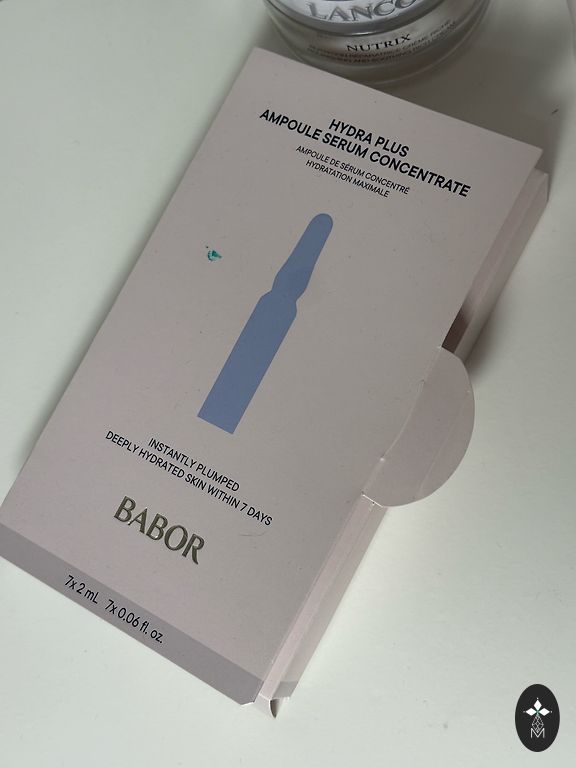 LANCO
NUTRIX
HYDRA PLUS
AMPOULE SERUM CONCENTRATE
AMPOULE DE SÉRUM CONCENTRÉ
HYDRATATION MAXIMALE
INSTANTLY PLUMPED
DEEPLY HYDRATED SKIN WITHIN 7 DAYS
BABOR
7x 2 mL 7x 0.06 fl. oz.
M